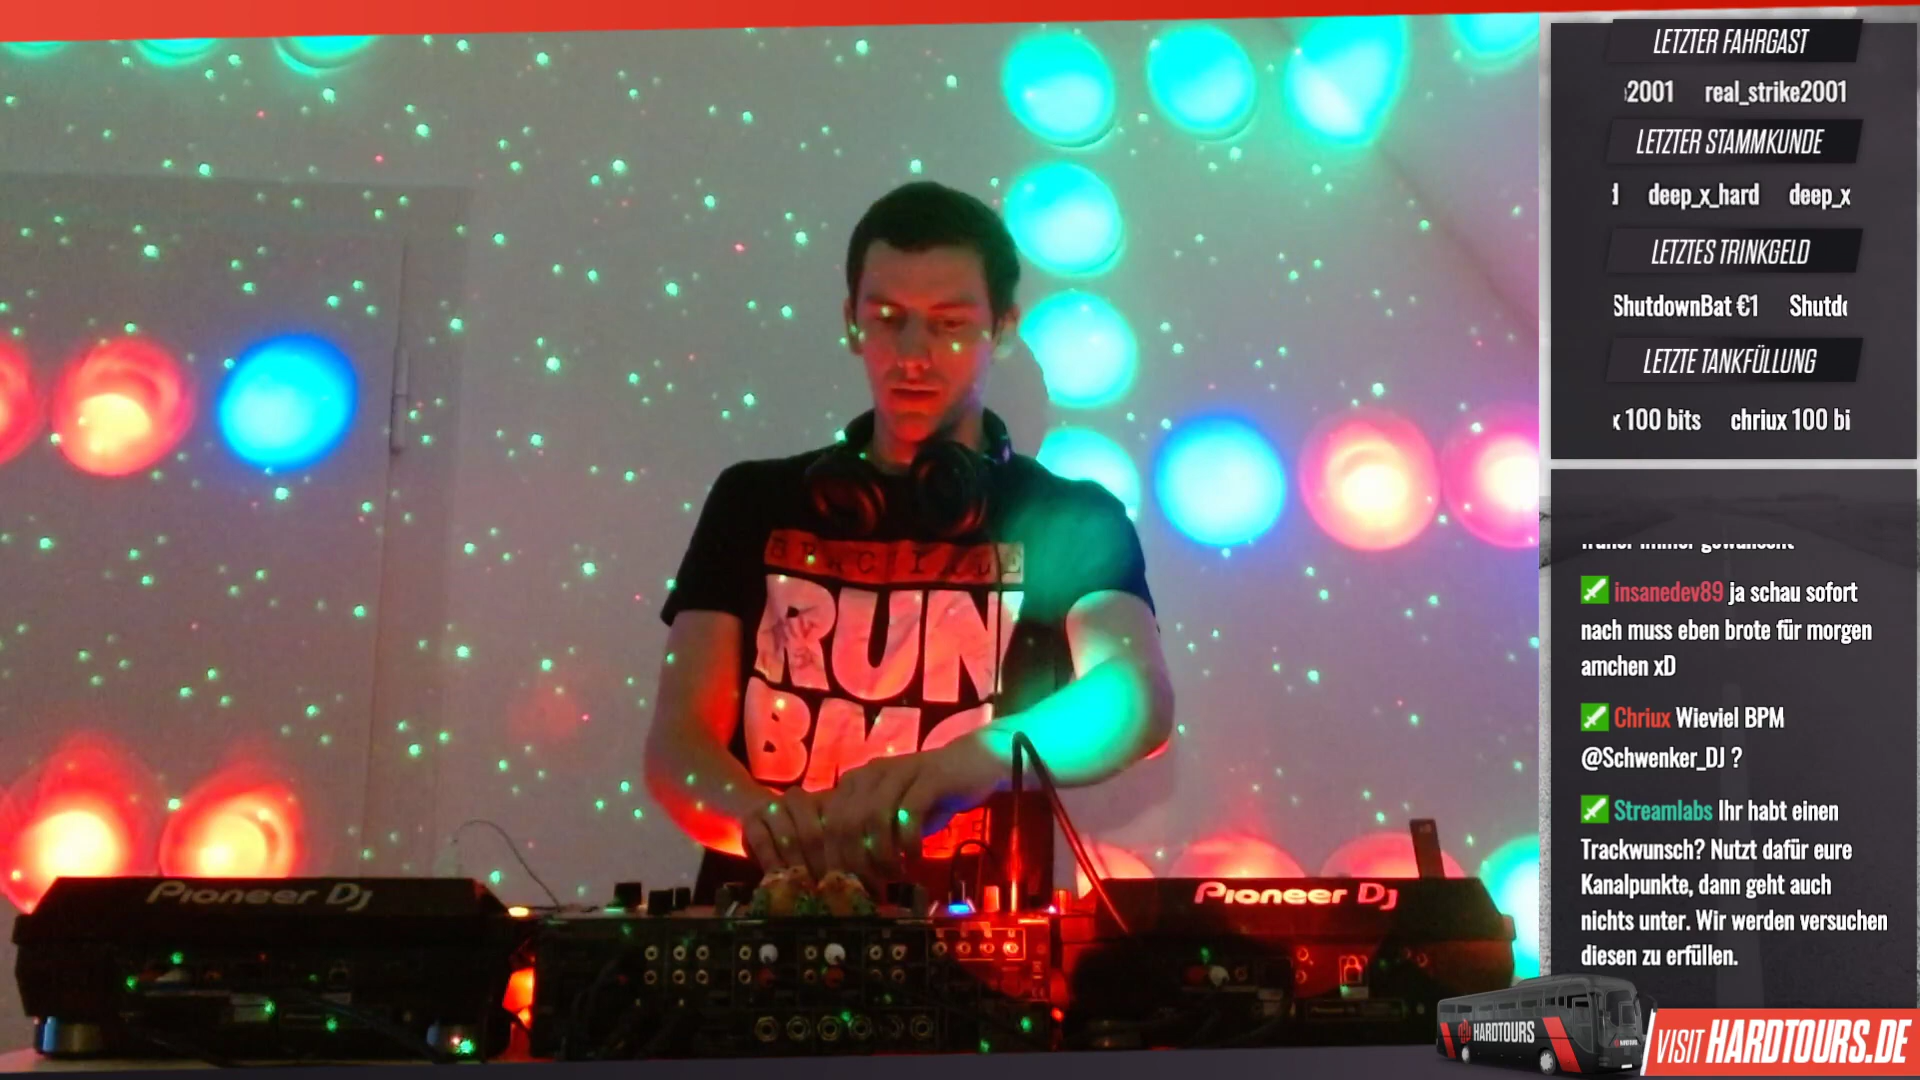 LETZTER FAHRGAST
2001 real_strike2001
LETZTER STAMMKUNDE
deep_x_hard deep_x
LETZTES TRINKGELD
ShutdownBat €1 Shutd
LETZTE TANKFÜLLUNG
x 100 bits chriux 100 bi
insanedev89 ja schau sofort
nach muss eben brote für morgen
amchen xD
Chriux Wieviel BPM
@Schwenker_DJ ?
Streamlabs Ihr habt einen
Trackwunsch? Nutzt dafür eure
Kanalpunkte, dann geht auch
nichts unter. Wir werden versuchen
diesen zu erfüllen.
RUN
BMC
Pioneer Dj
Pioneer Dj
HARDTOURS
VISIT HARDTOURS.DE